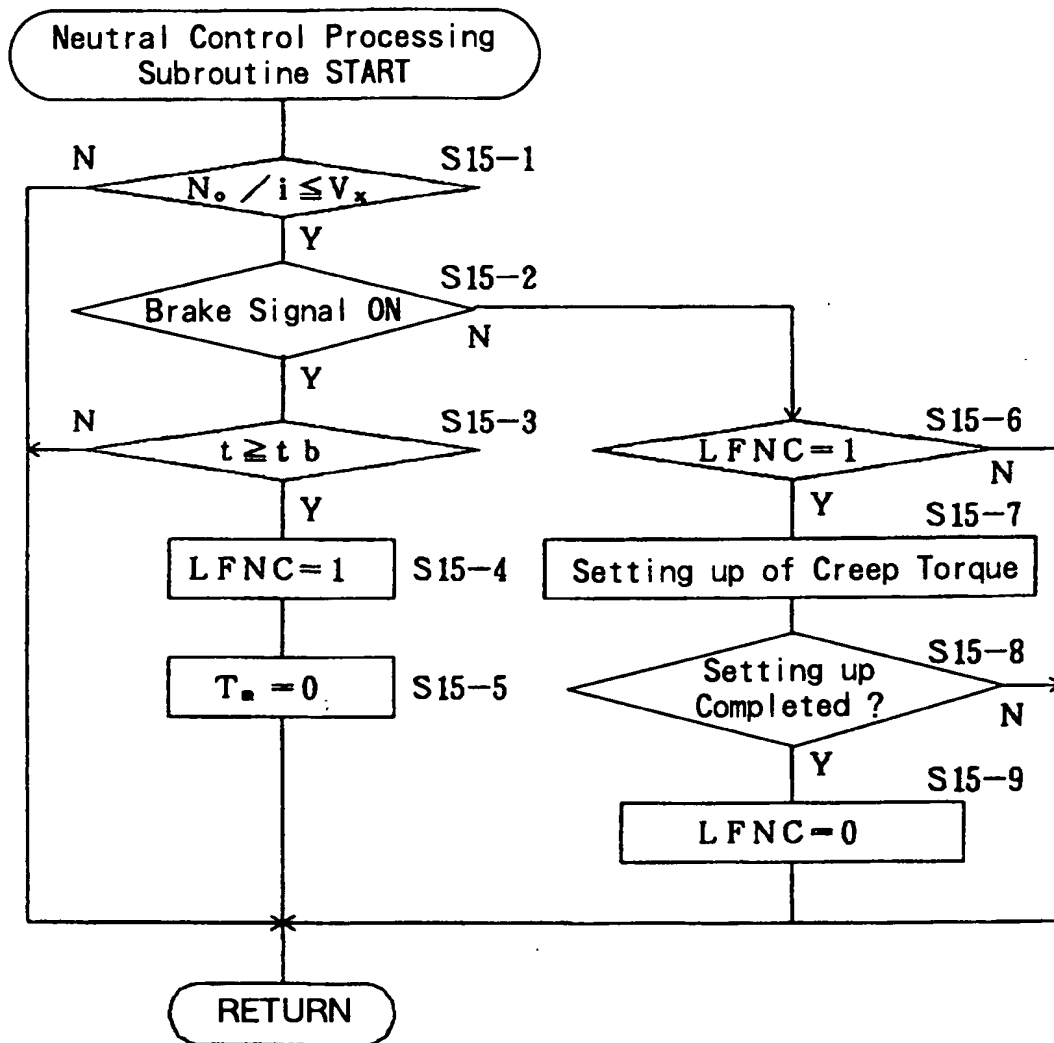 Neutral Control Processing
Subroutine START
N
S15-1
N₀ / i ≦ Vₓ
Y
S15-2
Brake Signal ON
N
Y
N
S15-3
t ≧ t b
S15-6
LFNC=1
N
Y
Y
S15-7
LFNC=1
S15-4
Setting up of Creep Torque
S15-8
Tₘ =0
S15-5
Setting up
Completed ?
N
Y
S15-9
LFNC=0
RETURN